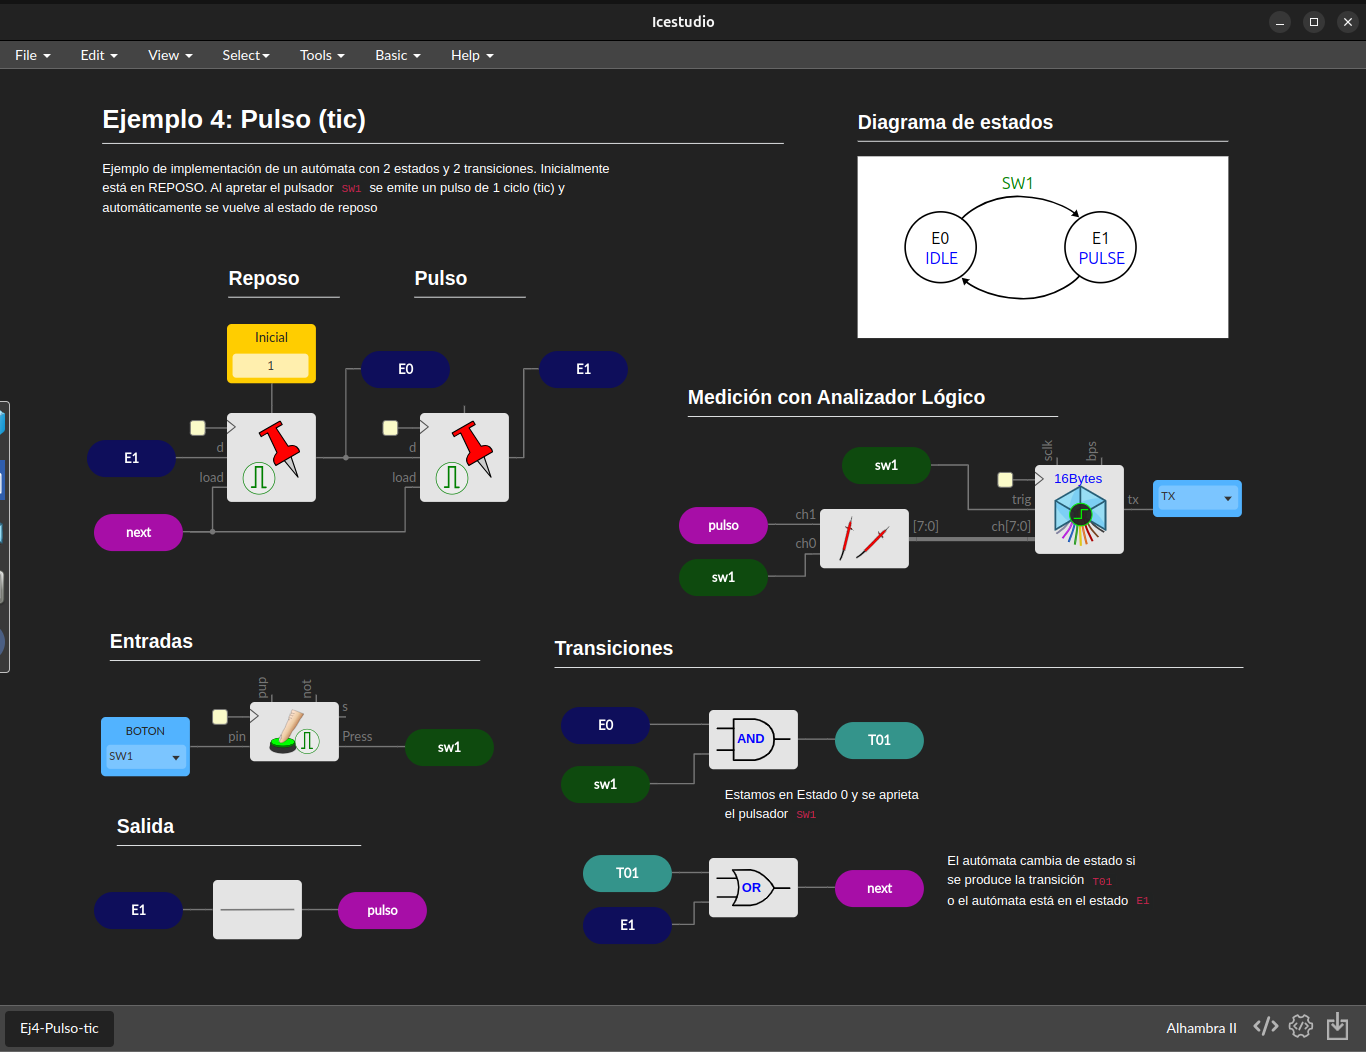 Icestudio
File Edit View Select Tools Basic Help
Ejemplo 4: Pulso (tic)
Ejemplo de implementación de un autómata con 2 estados y 2 transiciones. Inicialmente
está en REPOSO. Al apretar el pulsador SW1 se emite un pulso de 1 ciclo (tic) y
automáticamente se vuelve al estado de reposo
Diagrama de estados
SW1
E0
IDLE
E1
PULSE
Reposo
Pulso
Inicial
1
E0
E1
E1
d
load
d
load
next
Medición con Analizador Lógico
sw1
sclk
bps
16Bytes
trig
ch[7:0]
tx
TX
pulso
ch1
ch0
[7:0]
sw1
Entradas
BOTON
SW1
pup
not
pin
s
Press
sw1
Salida
E1
pulso
Transiciones
E0
AND
T01
sw1
Estamos en Estado 0 y se aprieta
el pulsador SW1
T01
OR
next
E1
El autómata cambia de estado si
se produce la transición T01
o el autómata está en el estado E1
Ej4-Pulso-tic
Alhambra II